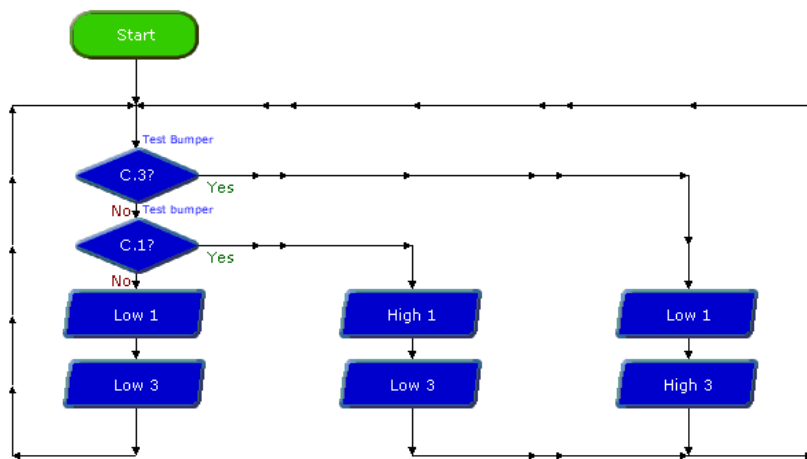 Start
Test Bumper
C.3?
Yes
No
Test bumper
C.1?
Yes
No
Low 1
High 1
Low 1
Low 3
Low 3
High 3